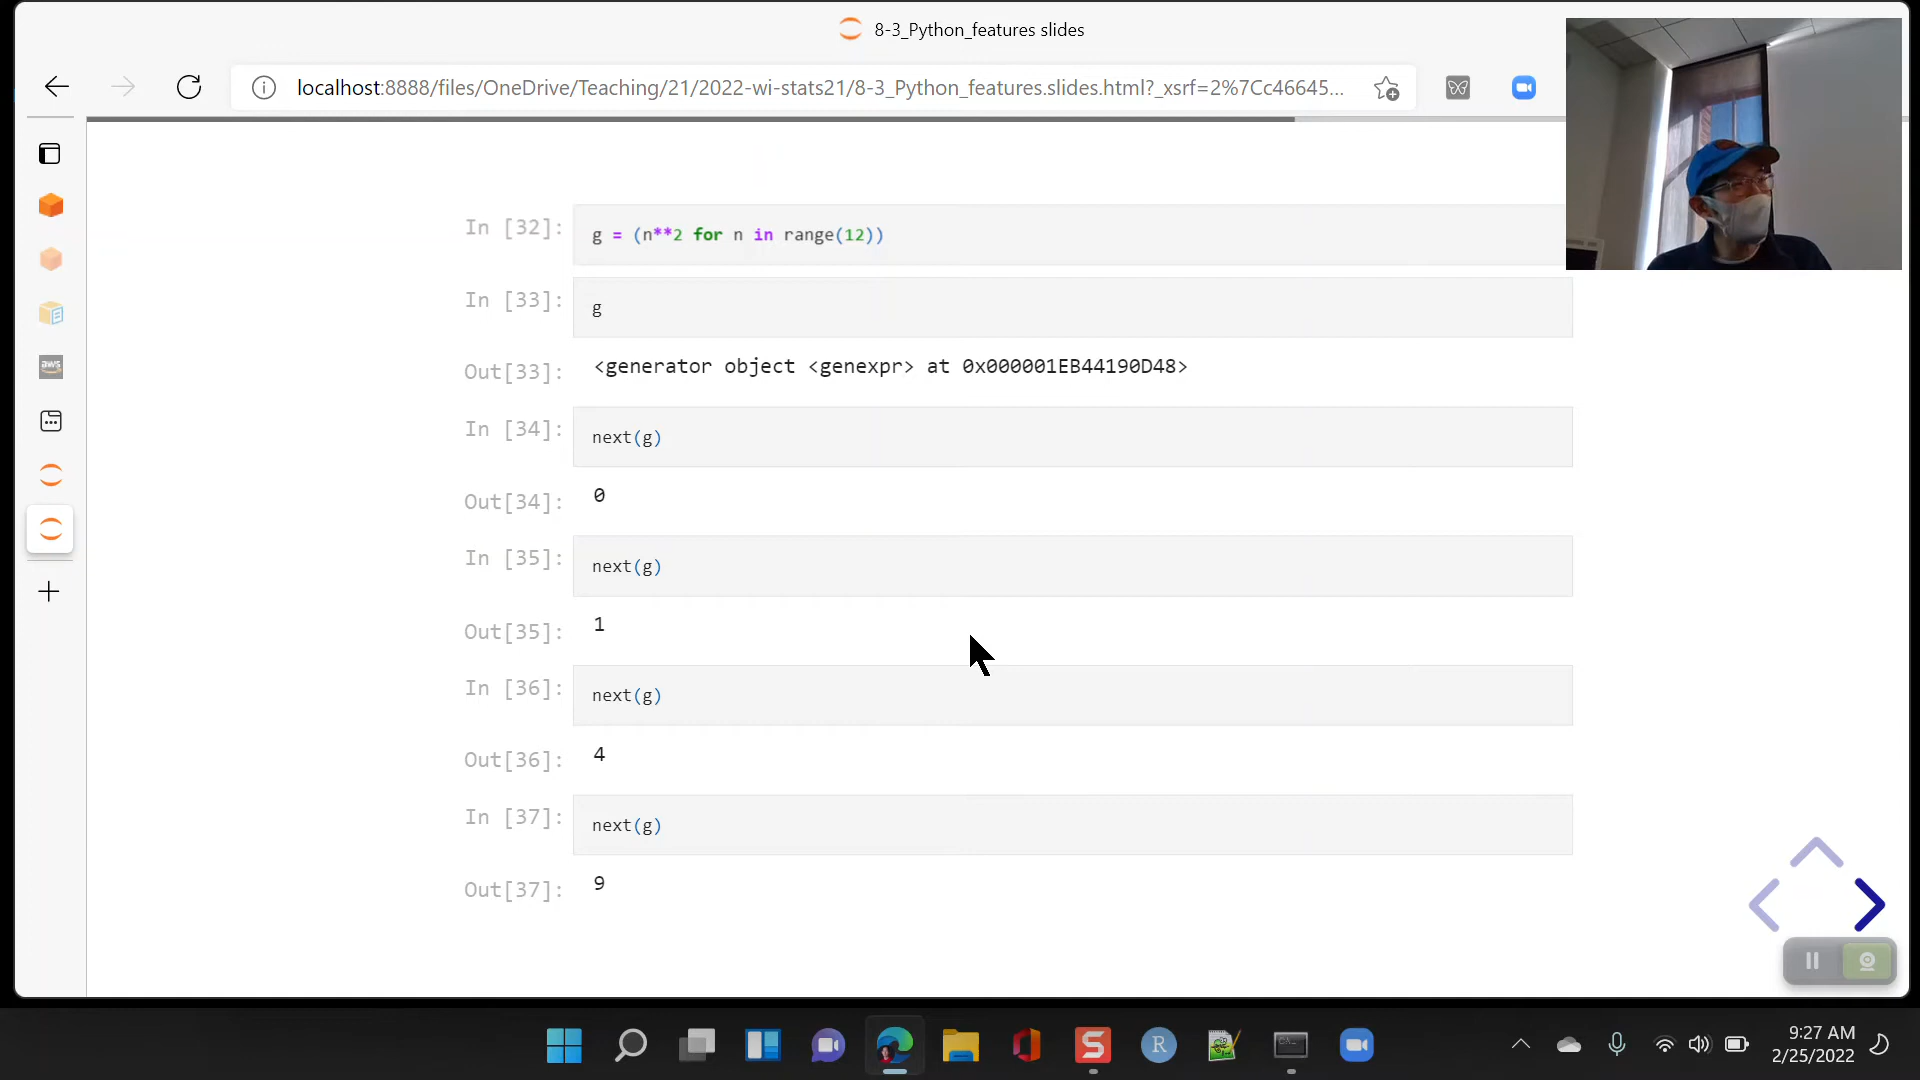 8-3_Python_features slides
localhost:8888/files/OneDrive/Teaching/21/2022-wi-stats21/8-3_Python_features.slides.html?_xsrf=2%7Cc46645...
In [32]:
g = (n**2 for n in range(12))
In [33]:
g
Out[33]:
<generator object <genexpr> at 0x000001EB44190D48>
In [34]:
next(g)
Out[34]:
0
In [35]:
next(g)
Out[35]:
1
In [36]:
next(g)
Out[36]:
4
In [37]:
next(g)
Out[37]:
9
aws
S
R
9:27 AM
2/25/2022